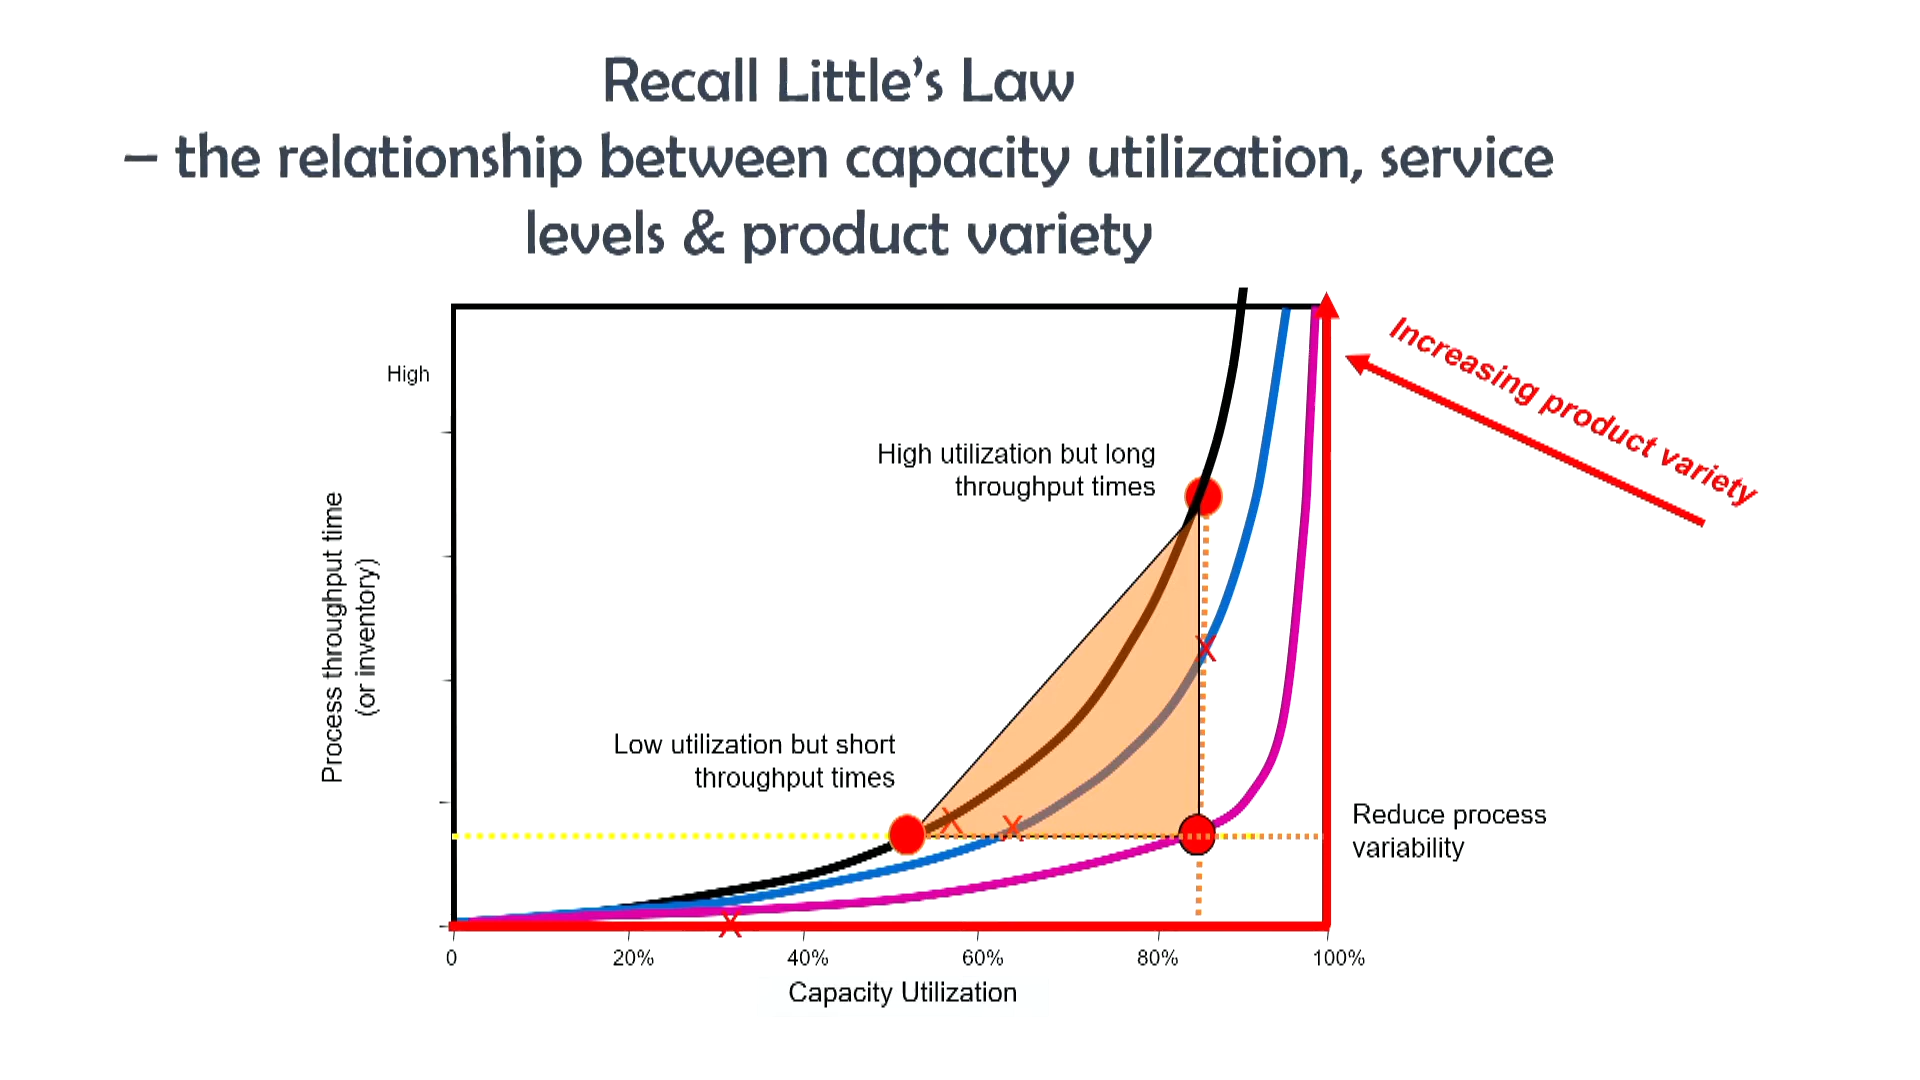 Recall Little’s Law
– the relationship between capacity utilization, service
levels & product variety
High
Increasing product variety
High utilization but long
throughput times
Process throughput time
(or inventory)
Low utilization but short
throughput times
Reduce process
variability
X
X
X
X
0
20%
40%
60%
80%
100%
Capacity Utilization